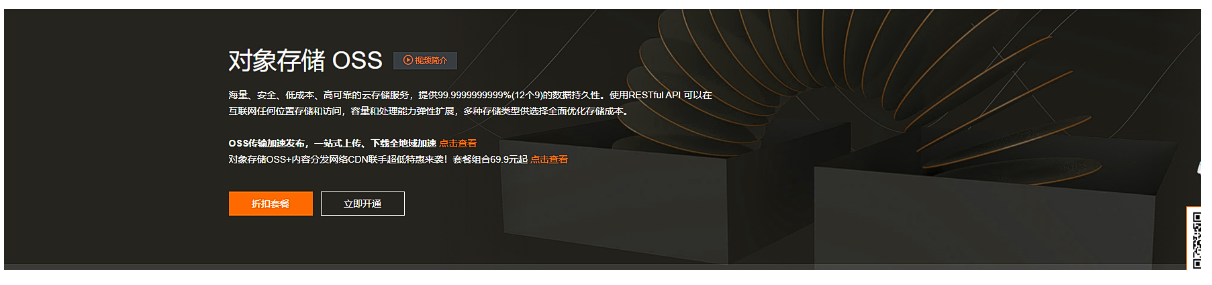 对象存储 OSS 视频简介
海量、安全、低成本、高可靠的云存储服务，提供99.9999999999%(12个9)的数据持久性。使用RESTful API 可以在
互联网任何位置存储和访问，容量和处理能力弹性扩展，多种存储类型供选择全面优化存储成本。
OSS传输加速发布，一站式上传、下载全地域加速 点击查看
对象存储OSS+内容分发网络CDN联手超低特惠来袭！套餐组合69.9元起 点击查看
折扣套餐 立即开通